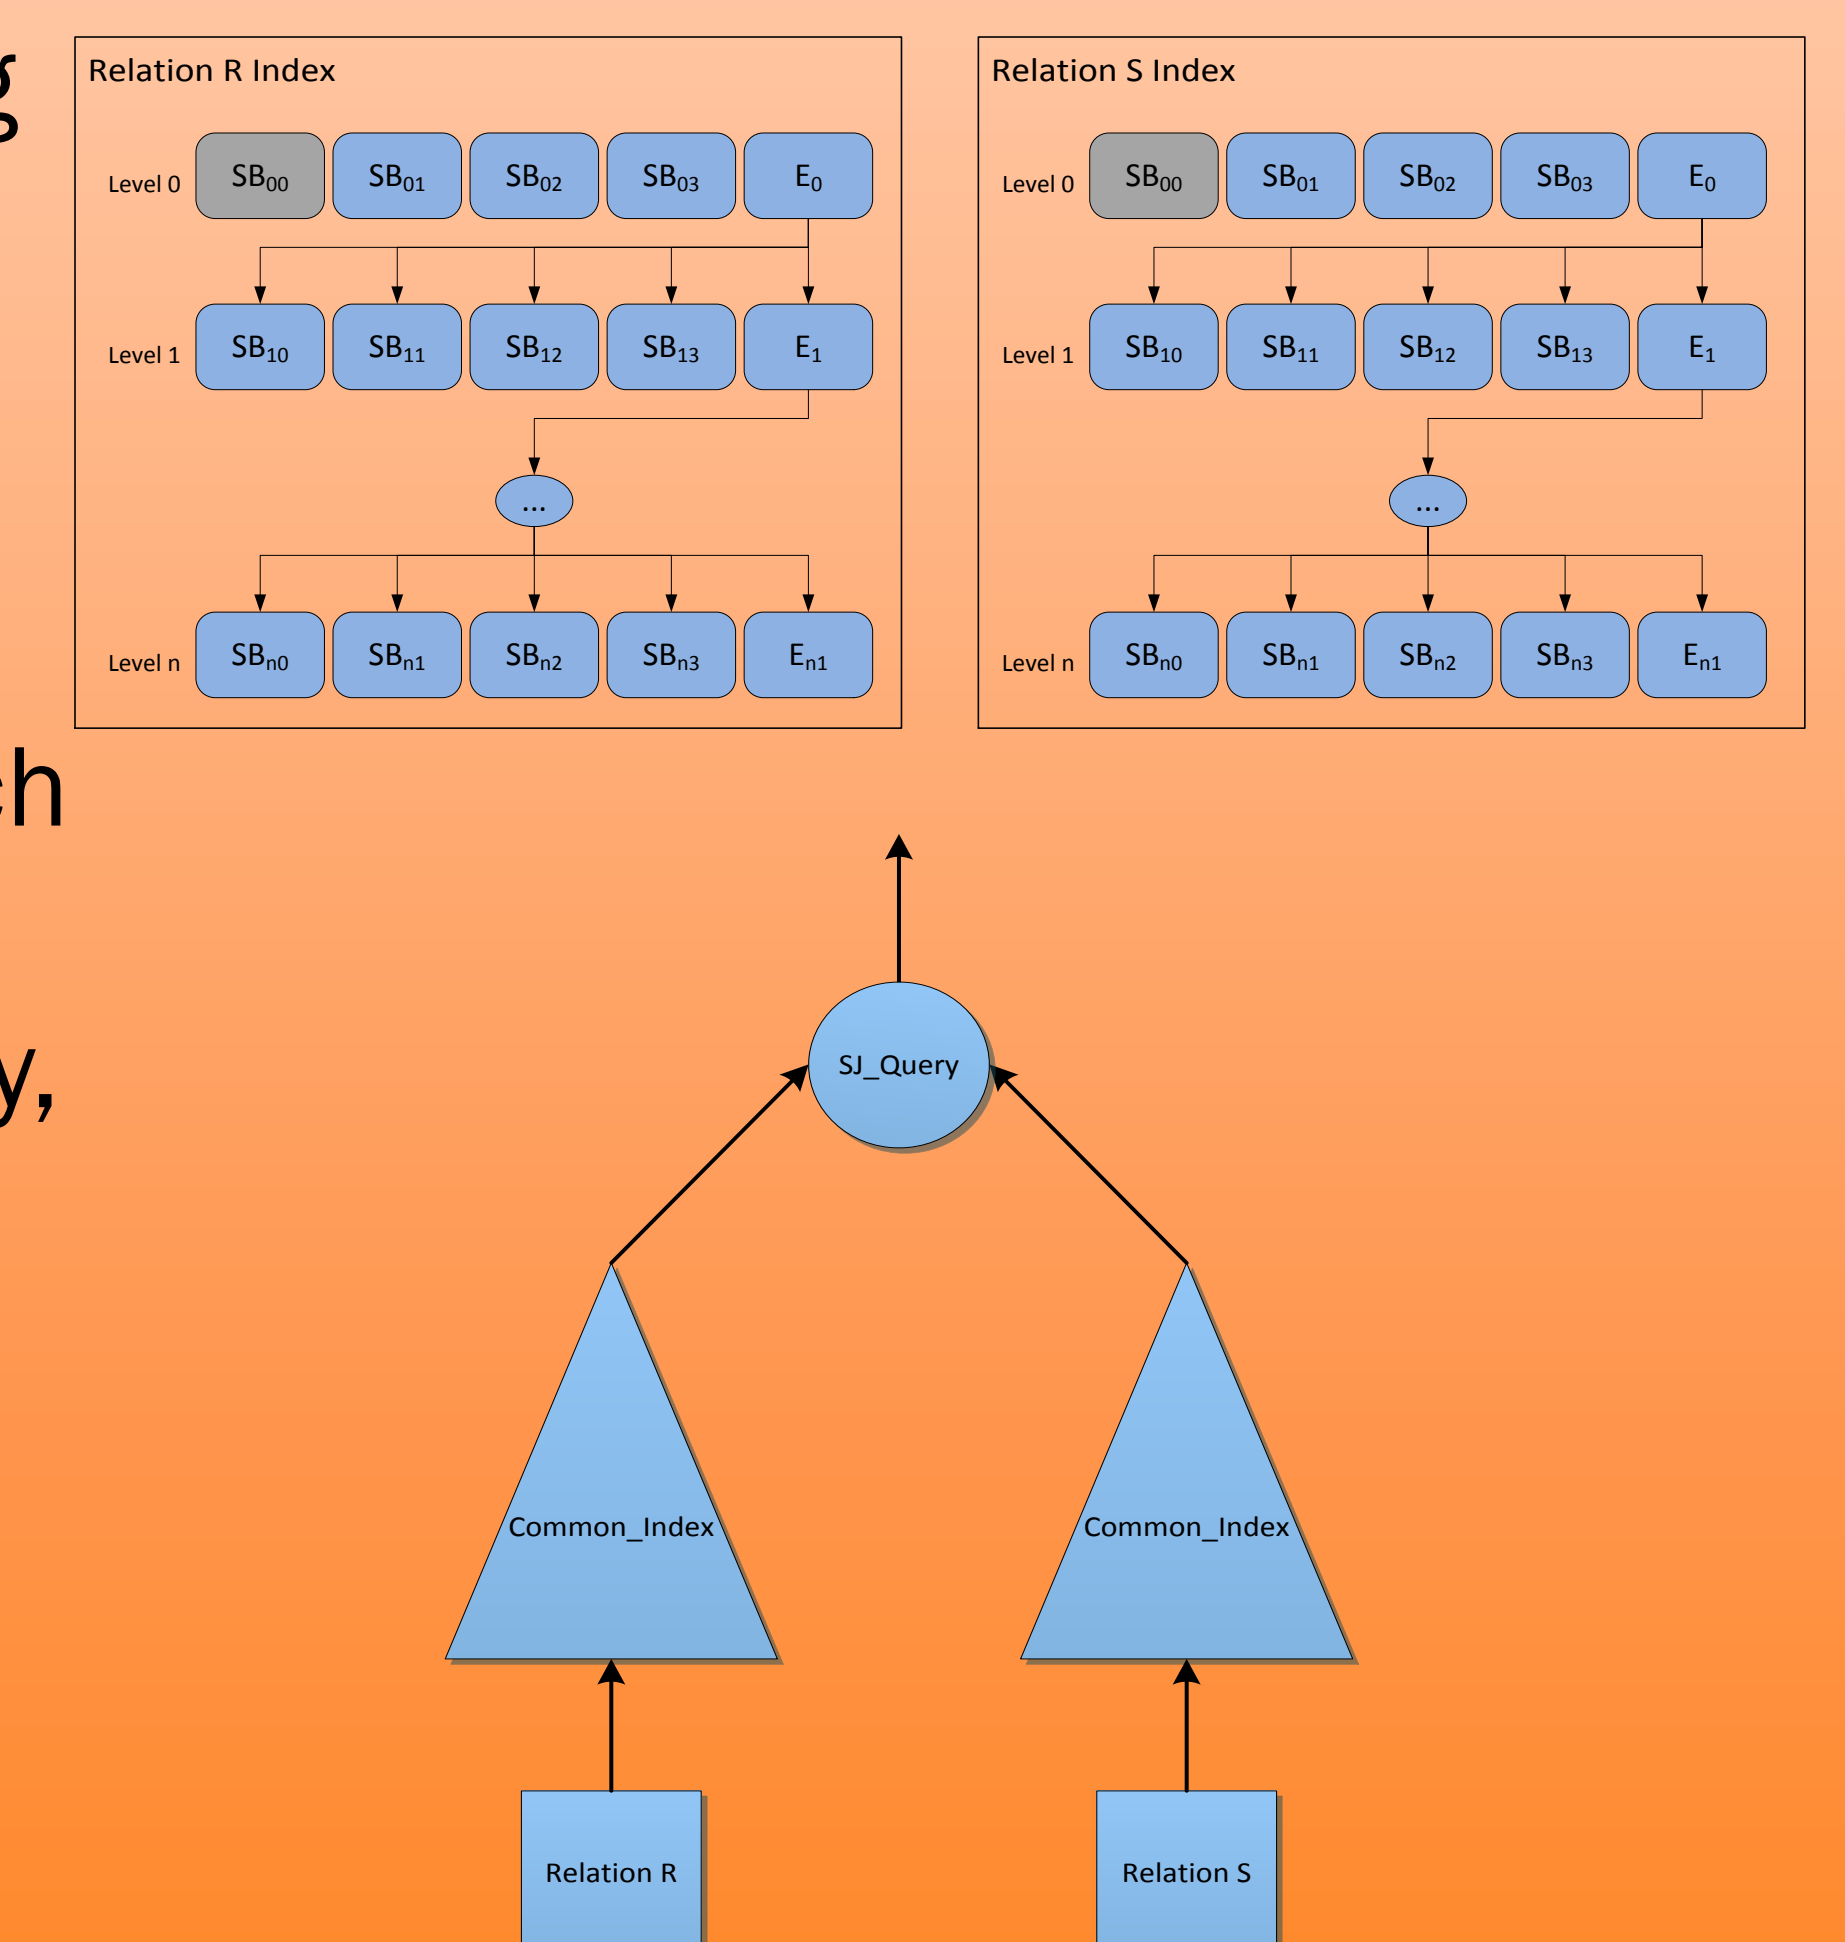 g
Relation R Index
Level 0 SB00 SB01 SB02 SB03 E0
Level 1 SB10 SB11 SB12 SB13 E1
...
Level n SBn0 SBn1 SBn2 SBn3 En1
Relation S Index
Level 0 SB00 SB01 SB02 SB03 E0
Level 1 SB10 SB11 SB12 SB13 E1
...
Level n SBn0 SBn1 SBn2 SBn3 En1
ch
y,
SJ_Query
Common_Index Common_Index
Relation R Relation S